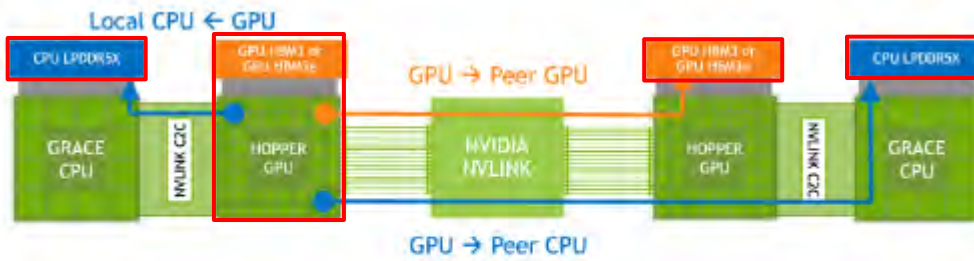 Local CPU ← GPU
CPU LPDDR5X
GPU HBM3 or
GPU HBM3e
GPU → Peer GPU
GPU HBM3 or
GPU HBM3e
CPU LPDDR5X
GRACE
CPU
NVLINK C2C
HOPPER
GPU
NVIDIA
NVLINK
HOPPER
GPU
NVLINK C2C
GRACE
CPU
GPU → Peer CPU